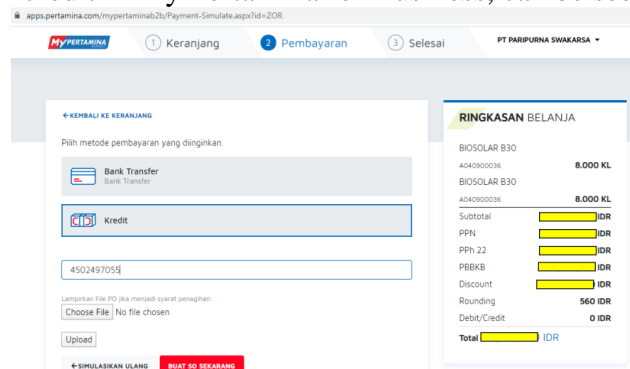 apps.pertamina.com/mypertaminab2b/Payment-Simulate.aspx?id=ZOR
MyPERTAMINA
1 Keranjang
2 Pembayaran
3 Selesai
PT PARIPURNA SWAKARSA
←KEMBALI KE KERANJANG
Pilih metode pembayaran yang diinginkan.
Bank Transfer
Bank Transfer
Kredit
4502497055
Lampirkan File PO jika menjadi syarat penagihan:
Choose File No file chosen
Upload
←SIMULASIKAN ULANG BUAT SO SEKARANG
RINGKASAN BELANJA
BIOSOLAR B30
A040900036 8.000 KL
BIOSOLAR B30
A040900036 8.000 KL
Subtotal IDR
PPN IDR
PPh 22 IDR
PBBKB IDR
Discount IDR
Rounding 560 IDR
Debit/Credit 0 IDR
Total IDR